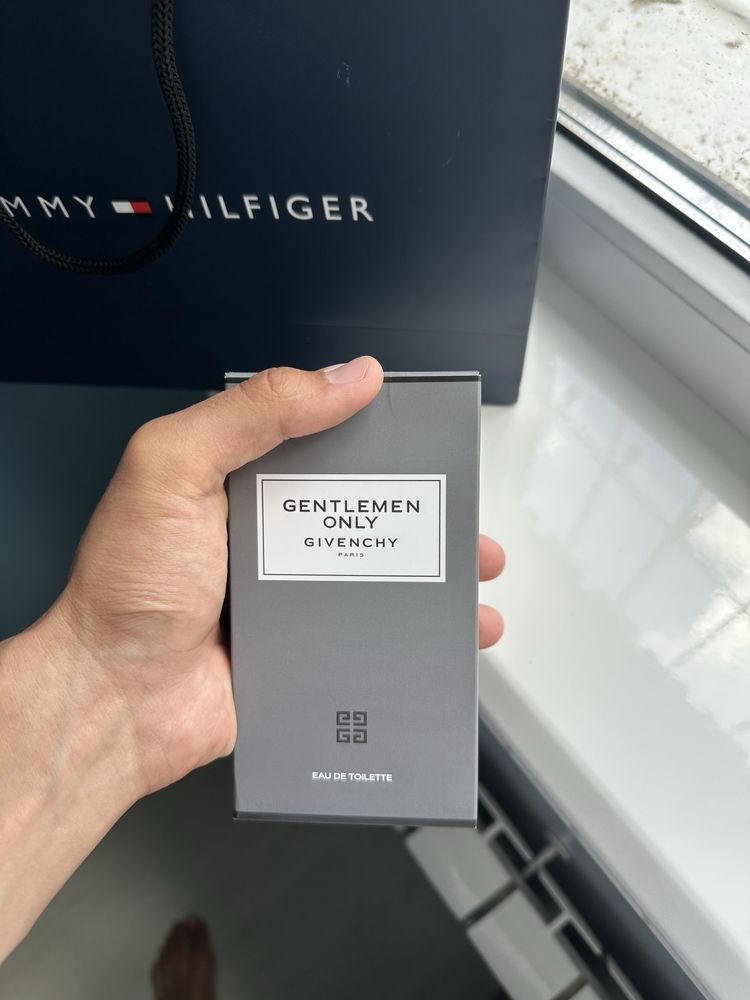 MMY HILFIGER
GENTLEMEN
ONLY
GIVENCHY
PARIS
EAU DE TOILETTE